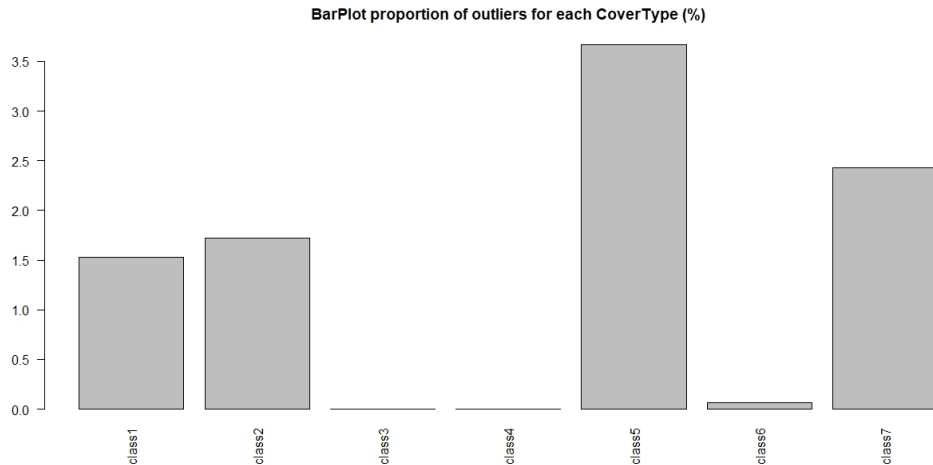 BarPlot proportion of outliers for each CoverType (%)
3.5
3.0
2.5
2.0
1.5
1.0
0.5
0.0
class1
class2
class3
class4
class5
class6
class7